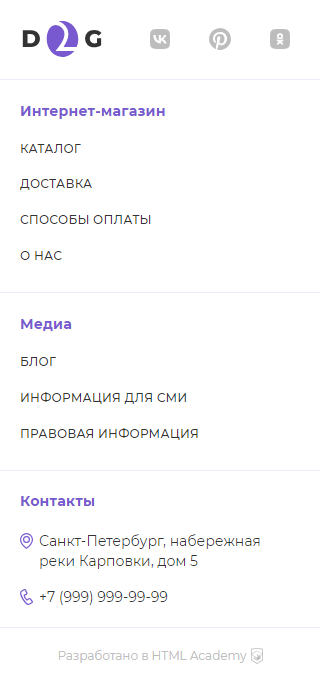 D2G
Интернет-магазин
КАТАЛОГ
ДОСТАВКА
СПОСОБЫ ОПЛАТЫ
О НАС
Медиа
БЛОГ
ИНФОРМАЦИЯ ДЛЯ СМИ
ПРАВОВАЯ ИНФОРМАЦИЯ
Контакты
Санкт-Петербург, набережная
реки Карповки, дом 5
+7 (999) 999-99-99
Разработано в HTML Academy